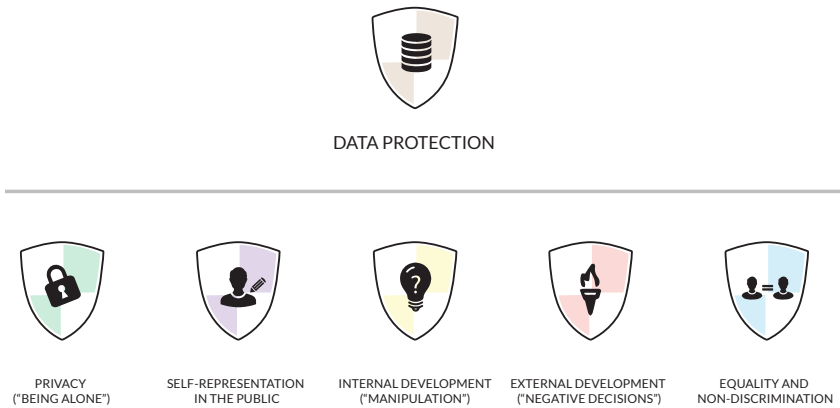 DATA PROTECTION
PRIVACY
("BEING ALONE")
SELF-REPRESENTATION
IN THE PUBLIC
INTERNAL DEVELOPMENT
("MANIPULATION")
EXTERNAL DEVELOPMENT
("NEGATIVE DECISIONS")
EQUALITY AND
NON-DISCRIMINATION